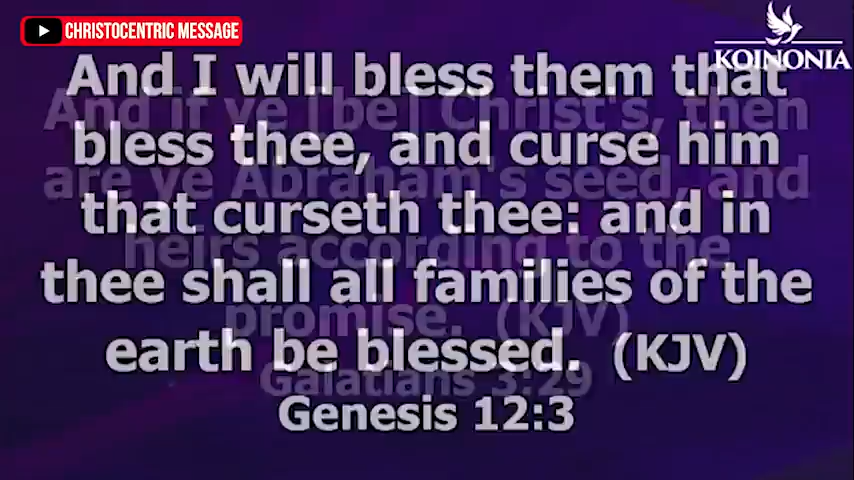 CHRISTOCENTRIC MESSAGE
KOINONIA
And I will bless them that
bless thee, and curse him
that curseth thee: and in
thee shall all families of the
earth be blessed. (KJV)
Genesis 12:3
And if ye [be] Christ's, then
are ye Abraham's seed, and
heirs according to the
promise. (KJV)
Galatians 3:29